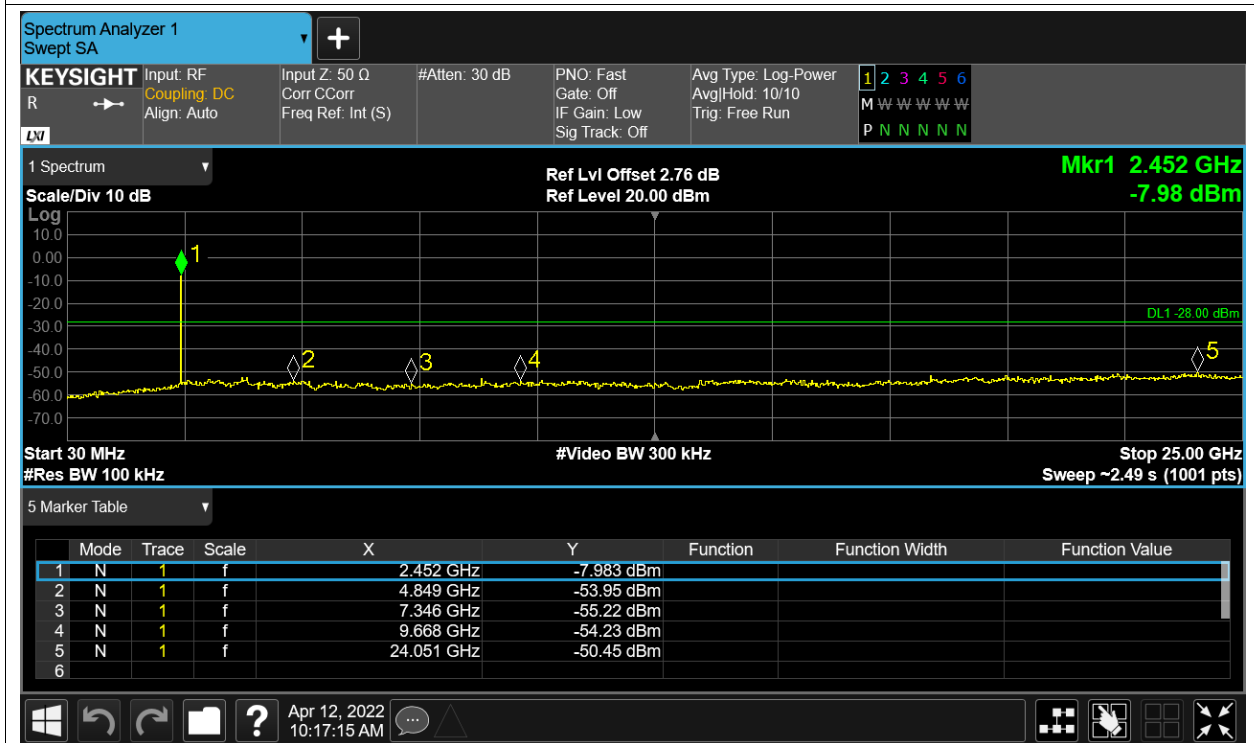 Spectrum Analyzer 1
Swept SA
KEYSIGHT
R
LXI
Input: RF
Coupling: DC
Align: Auto
Input Z: 50 Ω
Corr CCorr
Freq Ref: Int (S)
#Atten: 30 dB
PNO: Fast
Gate: Off
IF Gain: Low
Sig Track: Off
Avg Type: Log-Power
Avg|Hold: 10/10
Trig: Free Run
1 2 3 4 5 6
M W W W W W
P N N N N N
1 Spectrum
Scale/Div 10 dB
Ref Lvl Offset 2.76 dB
Ref Level 20.00 dBm
Mkr1 2.452 GHz
-7.98 dBm
Log
10.0
0.00
-10.0
-20.0
-30.0
-40.0
-50.0
-60.0
-70.0
1
2
3
4
5
DL1 -28.00 dBm
Start 30 MHz #Video BW 300 kHz Stop 25.00 GHz
#Res BW 100 kHz Sweep ~2.49 s (1001 pts)
5 Marker Table
Mode Trace Scale X Y Function Function Width Function Value
1 N 1 f 2.452 GHz -7.983 dBm
2 N 1 f 4.849 GHz -53.95 dBm
3 N 1 f 7.346 GHz -55.22 dBm
4 N 1 f 9.668 GHz -54.23 dBm
5 N 1 f 24.051 GHz -50.45 dBm
6
?
Apr 12, 2022
10:17:15 AM